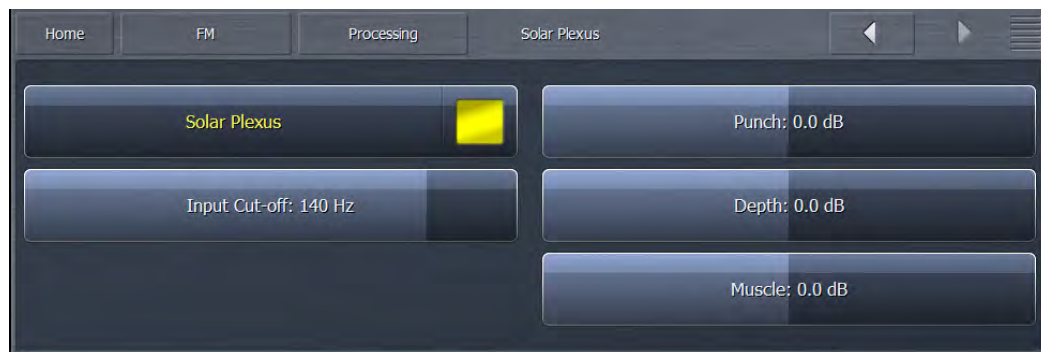 Home FM Processing Solar Plexus
Solar Plexus
Punch: 0.0 dB
Input Cut-off: 140 Hz
Depth: 0.0 dB
Muscle: 0.0 dB